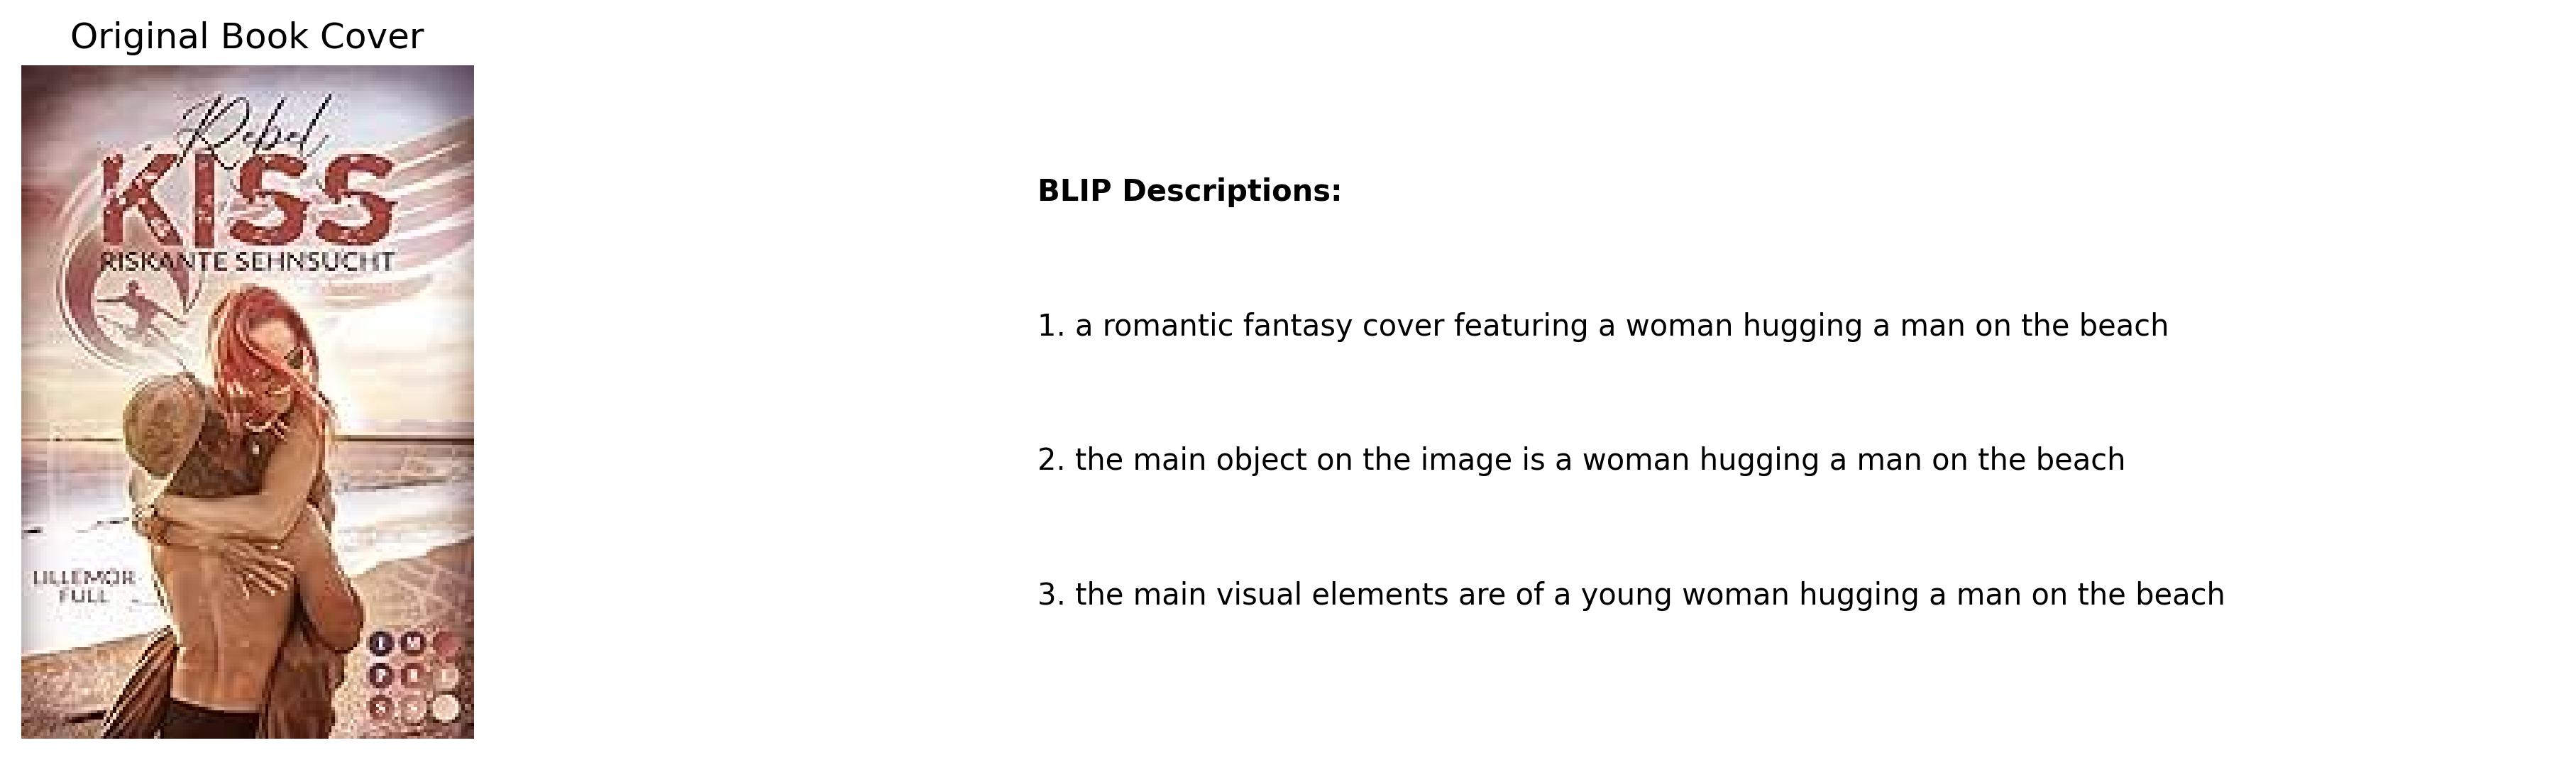 Original Book Cover
Rebel
KISS
RISKANTE SEHNSUCHT
LILLEMOR
FULL
I M
P R E
S S
BLIP Descriptions:
1. a romantic fantasy cover featuring a woman hugging a man on the beach
2. the main object on the image is a woman hugging a man on the beach
3. the main visual elements are of a young woman hugging a man on the beach